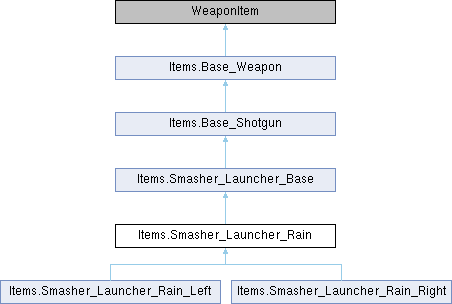 WeaponItem
Items.Base_Weapon
Items.Base_Shotgun
Items.Smasher_Launcher_Base
Items.Smasher_Launcher_Rain
Items.Smasher_Launcher_Rain_Left
Items.Smasher_Launcher_Rain_Right